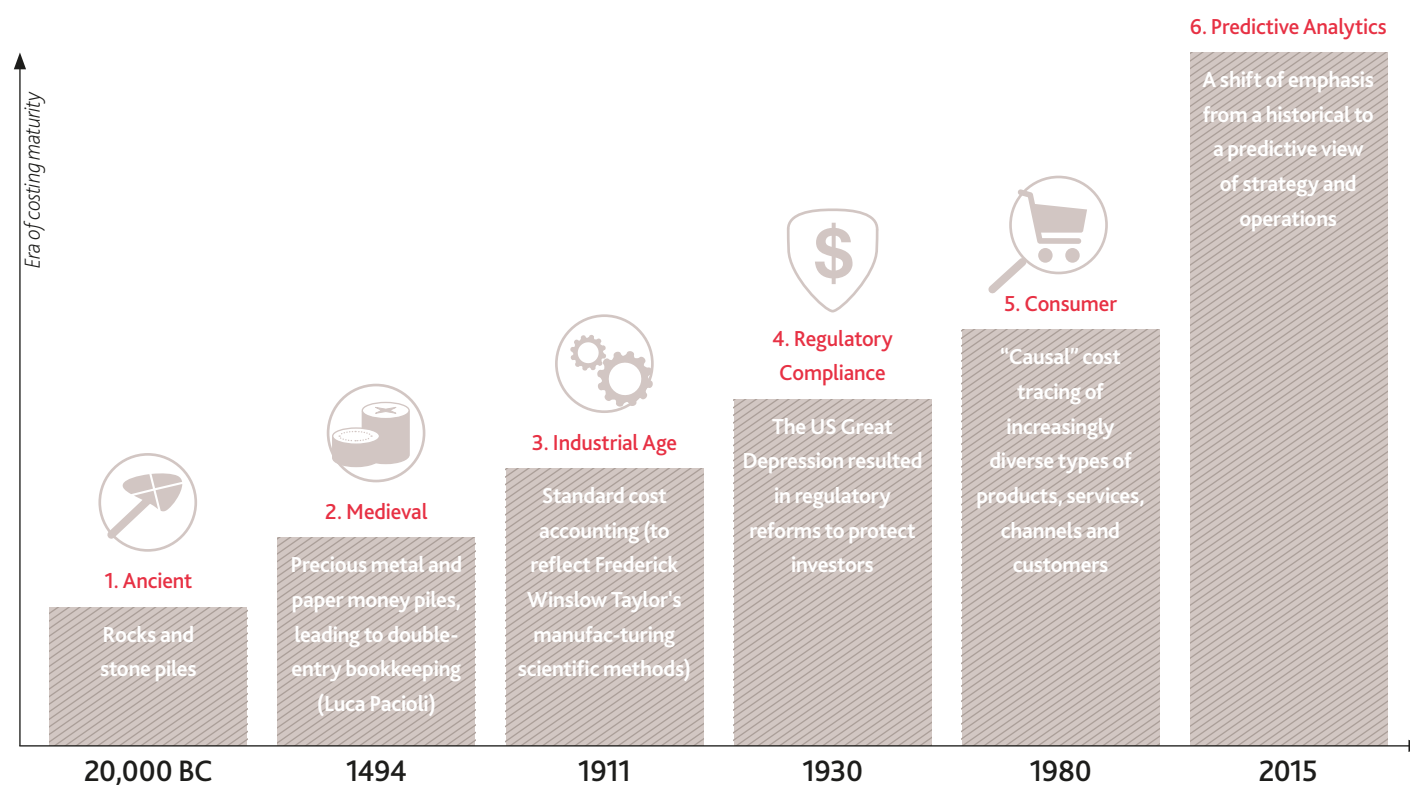 Era of costing maturity
1. Ancient
Rocks and
stone piles
20,000 BC
2. Medieval
Precious metal and
paper money piles,
leading to double-
entry bookkeeping
(Luca Pacioli)
1494
3. Industrial Age
Standard cost
accounting (to
reflect Frederick
Winslow Taylor's
manufac-turing
scientific methods)
1911
$
4. Regulatory
Compliance
The US Great
Depression resulted
in regulatory
reforms to protect
investors
1930
5. Consumer
“Causal” cost
tracing of
increasingly
diverse types of
products, services,
channels and
customers
1980
6. Predictive Analytics
A shift of emphasis
from a historical to
a predictive view
of strategy and
operations
2015